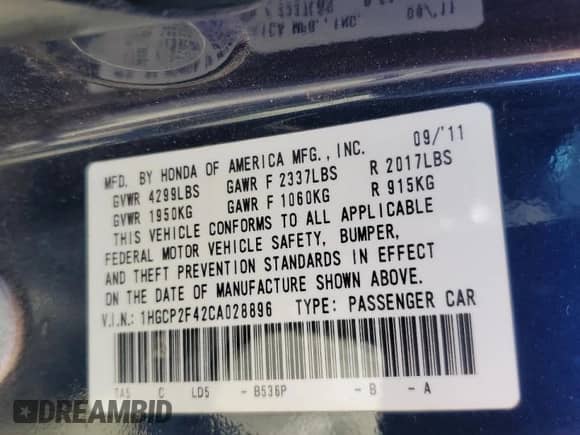 09/'11
MFD. BY HONDA OF AMERICA MFG., INC.
GVWR 4299LBS GAWR F 2337LBS R 2017LBS
GVWR 1950KG GAWR F 1060KG R 915KG
THIS VEHICLE CONFORMS TO ALL APPLICABLE
FEDERAL MOTOR VEHICLE SAFETY, BUMPER,
AND THEFT PREVENTION STANDARDS IN EFFECT
ON THE DATE OF MANUFACTURE SHOWN ABOVE.
V.I.N.: 1HGCP2F42CA028896 TYPE: PASSENGER CAR
TA5 C LD5 - B536P - B - A
DREAMBID